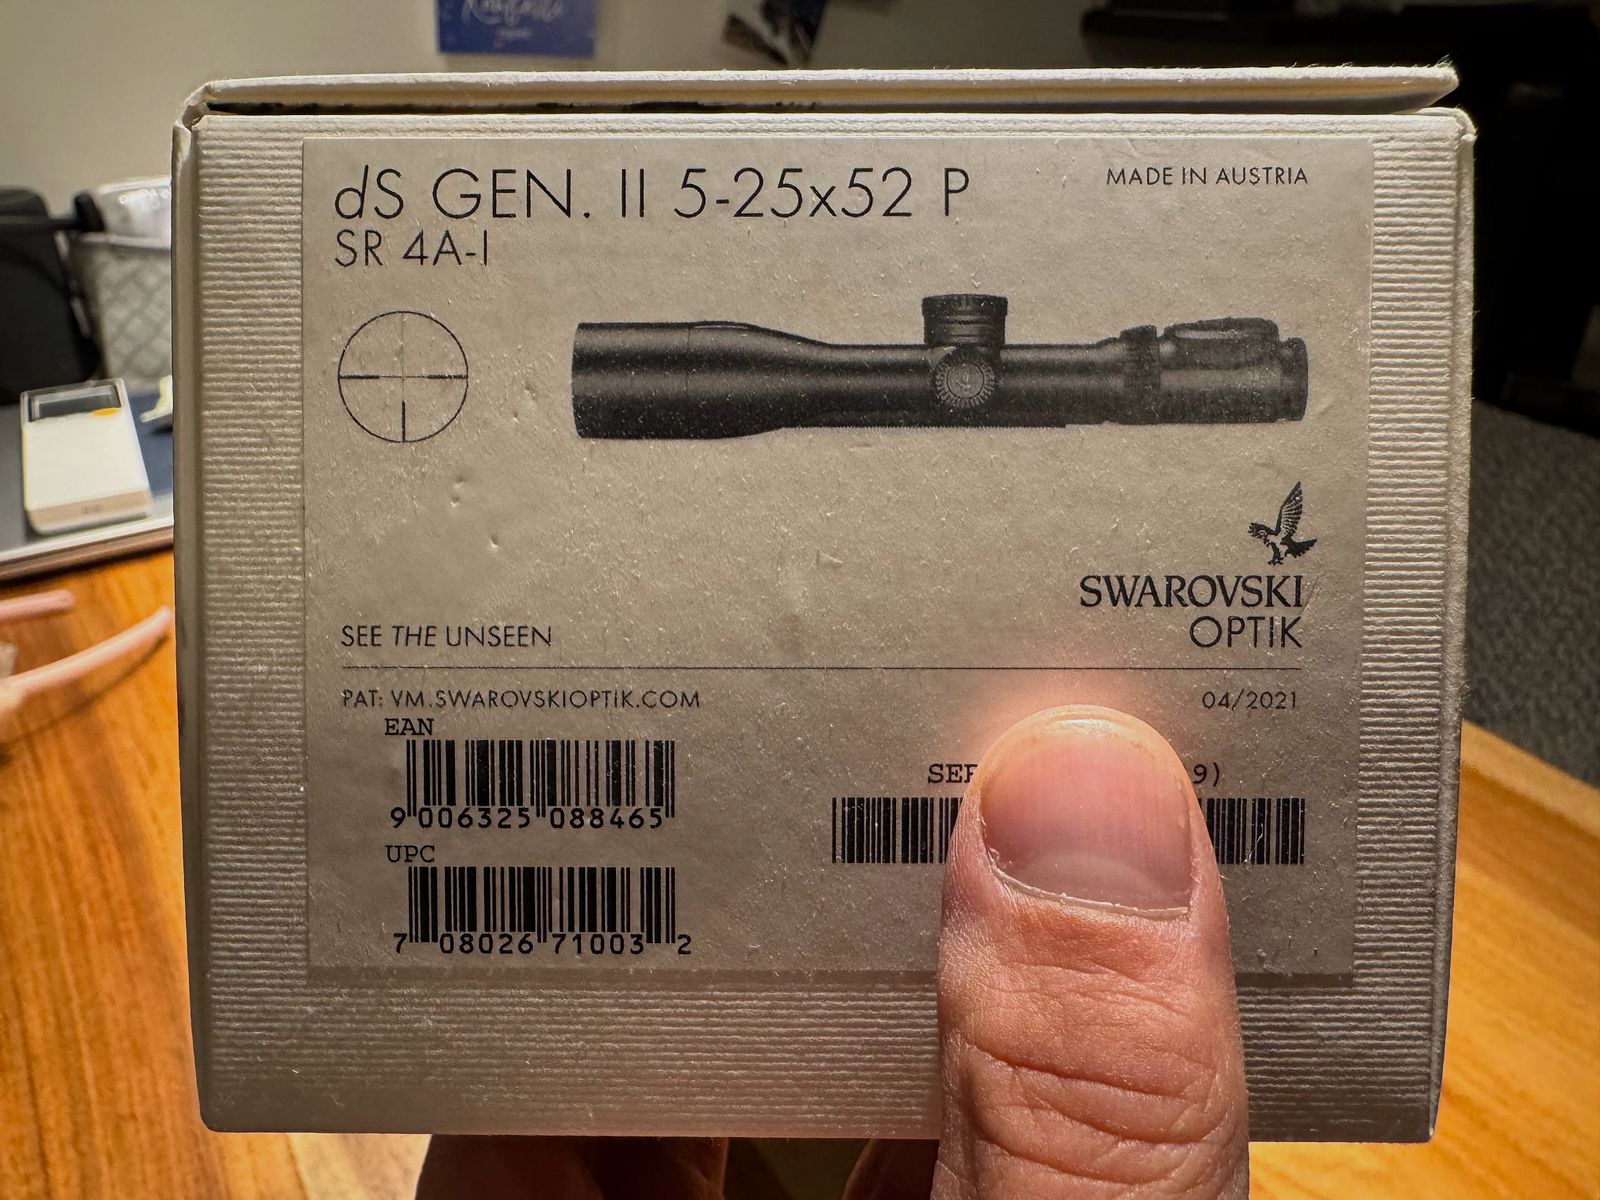 dS GEN. II 5-25x52 P
MADE IN AUSTRIA
SR 4A-I
SWAROVSKI
OPTIK
SEE THE UNSEEN
PAT: VM.SWAROVSKIOPTIK.COM
04/2021
EAN
9 006325 088465
9)
UPC
7 08026 71003 2